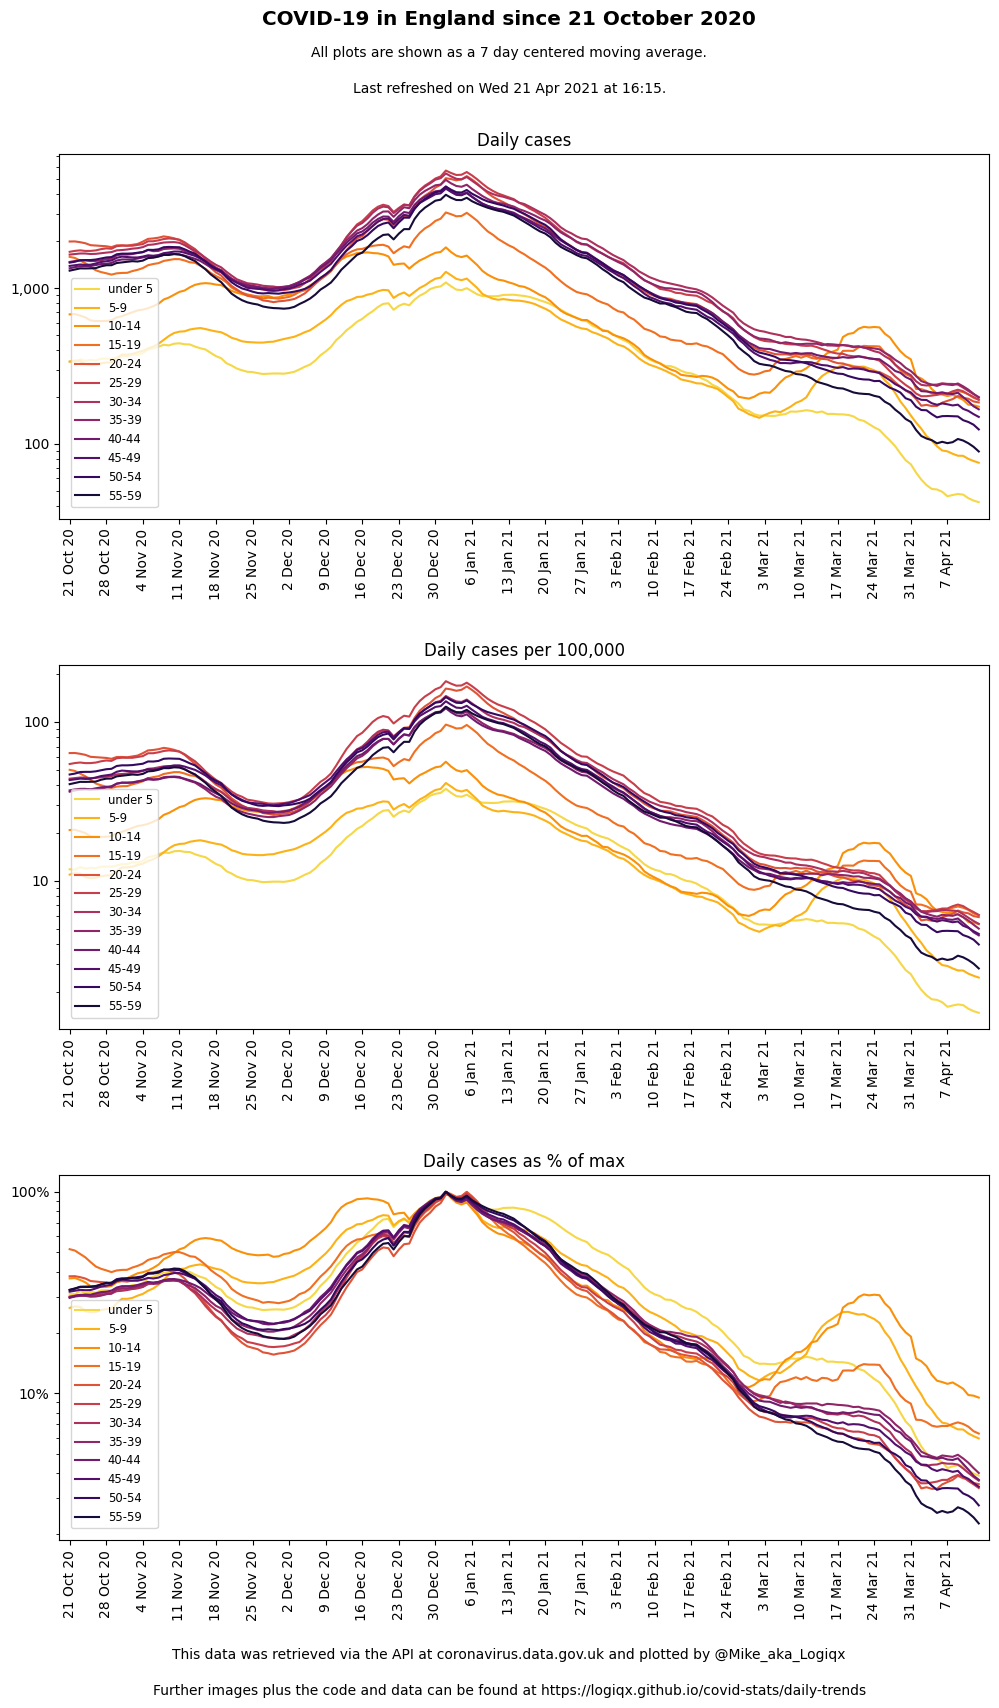 COVID-19 in England since 21 October 2020
All plots are shown as a 7 day centered moving average.
Last refreshed on Wed 21 Apr 2021 at 16:15.
Daily cases
1,000
100
under 5
5-9
10-14
15-19
20-24
25-29
30-34
35-39
40-44
45-49
50-54
55-59
21 Oct 20
28 Oct 20
4 Nov 20
11 Nov 20
18 Nov 20
25 Nov 20
2 Dec 20
9 Dec 20
16 Dec 20
23 Dec 20
30 Dec 20
6 Jan 21
13 Jan 21
20 Jan 21
27 Jan 21
3 Feb 21
10 Feb 21
17 Feb 21
24 Feb 21
3 Mar 21
10 Mar 21
17 Mar 21
24 Mar 21
31 Mar 21
7 Apr 21
Daily cases per 100,000
100
10
under 5
5-9
10-14
15-19
20-24
25-29
30-34
35-39
40-44
45-49
50-54
55-59
21 Oct 20
28 Oct 20
4 Nov 20
11 Nov 20
18 Nov 20
25 Nov 20
2 Dec 20
9 Dec 20
16 Dec 20
23 Dec 20
30 Dec 20
6 Jan 21
13 Jan 21
20 Jan 21
27 Jan 21
3 Feb 21
10 Feb 21
17 Feb 21
24 Feb 21
3 Mar 21
10 Mar 21
17 Mar 21
24 Mar 21
31 Mar 21
7 Apr 21
Daily cases as % of max
100%
10%
under 5
5-9
10-14
15-19
20-24
25-29
30-34
35-39
40-44
45-49
50-54
55-59
21 Oct 20
28 Oct 20
4 Nov 20
11 Nov 20
18 Nov 20
25 Nov 20
2 Dec 20
9 Dec 20
16 Dec 20
23 Dec 20
30 Dec 20
6 Jan 21
13 Jan 21
20 Jan 21
27 Jan 21
3 Feb 21
10 Feb 21
17 Feb 21
24 Feb 21
3 Mar 21
10 Mar 21
17 Mar 21
24 Mar 21
31 Mar 21
7 Apr 21
This data was retrieved via the API at coronavirus.data.gov.uk and plotted by @Mike_aka_Logiqx
Further images plus the code and data can be found at https://logiqx.github.io/covid-stats/daily-trends